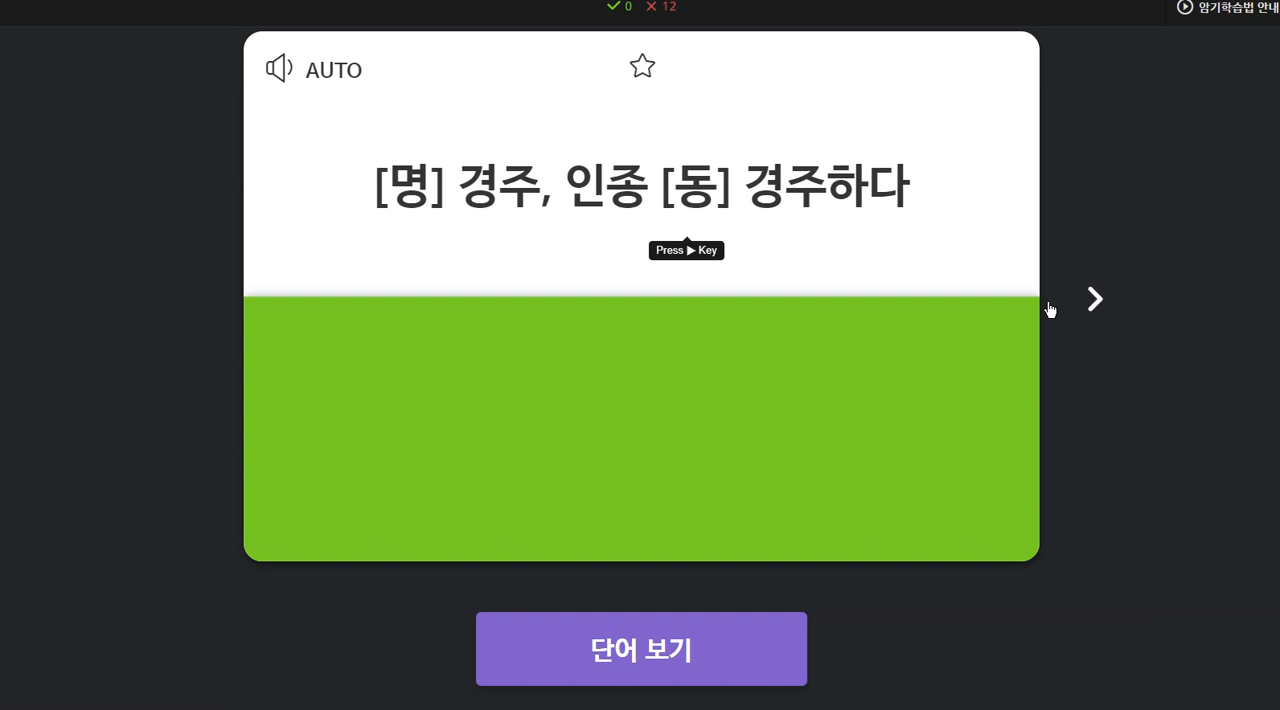 0 12
암기학습법 안내
AUTO
[명] 경주, 인종 [동] 경주하다
Press ▶ Key
단어 보기